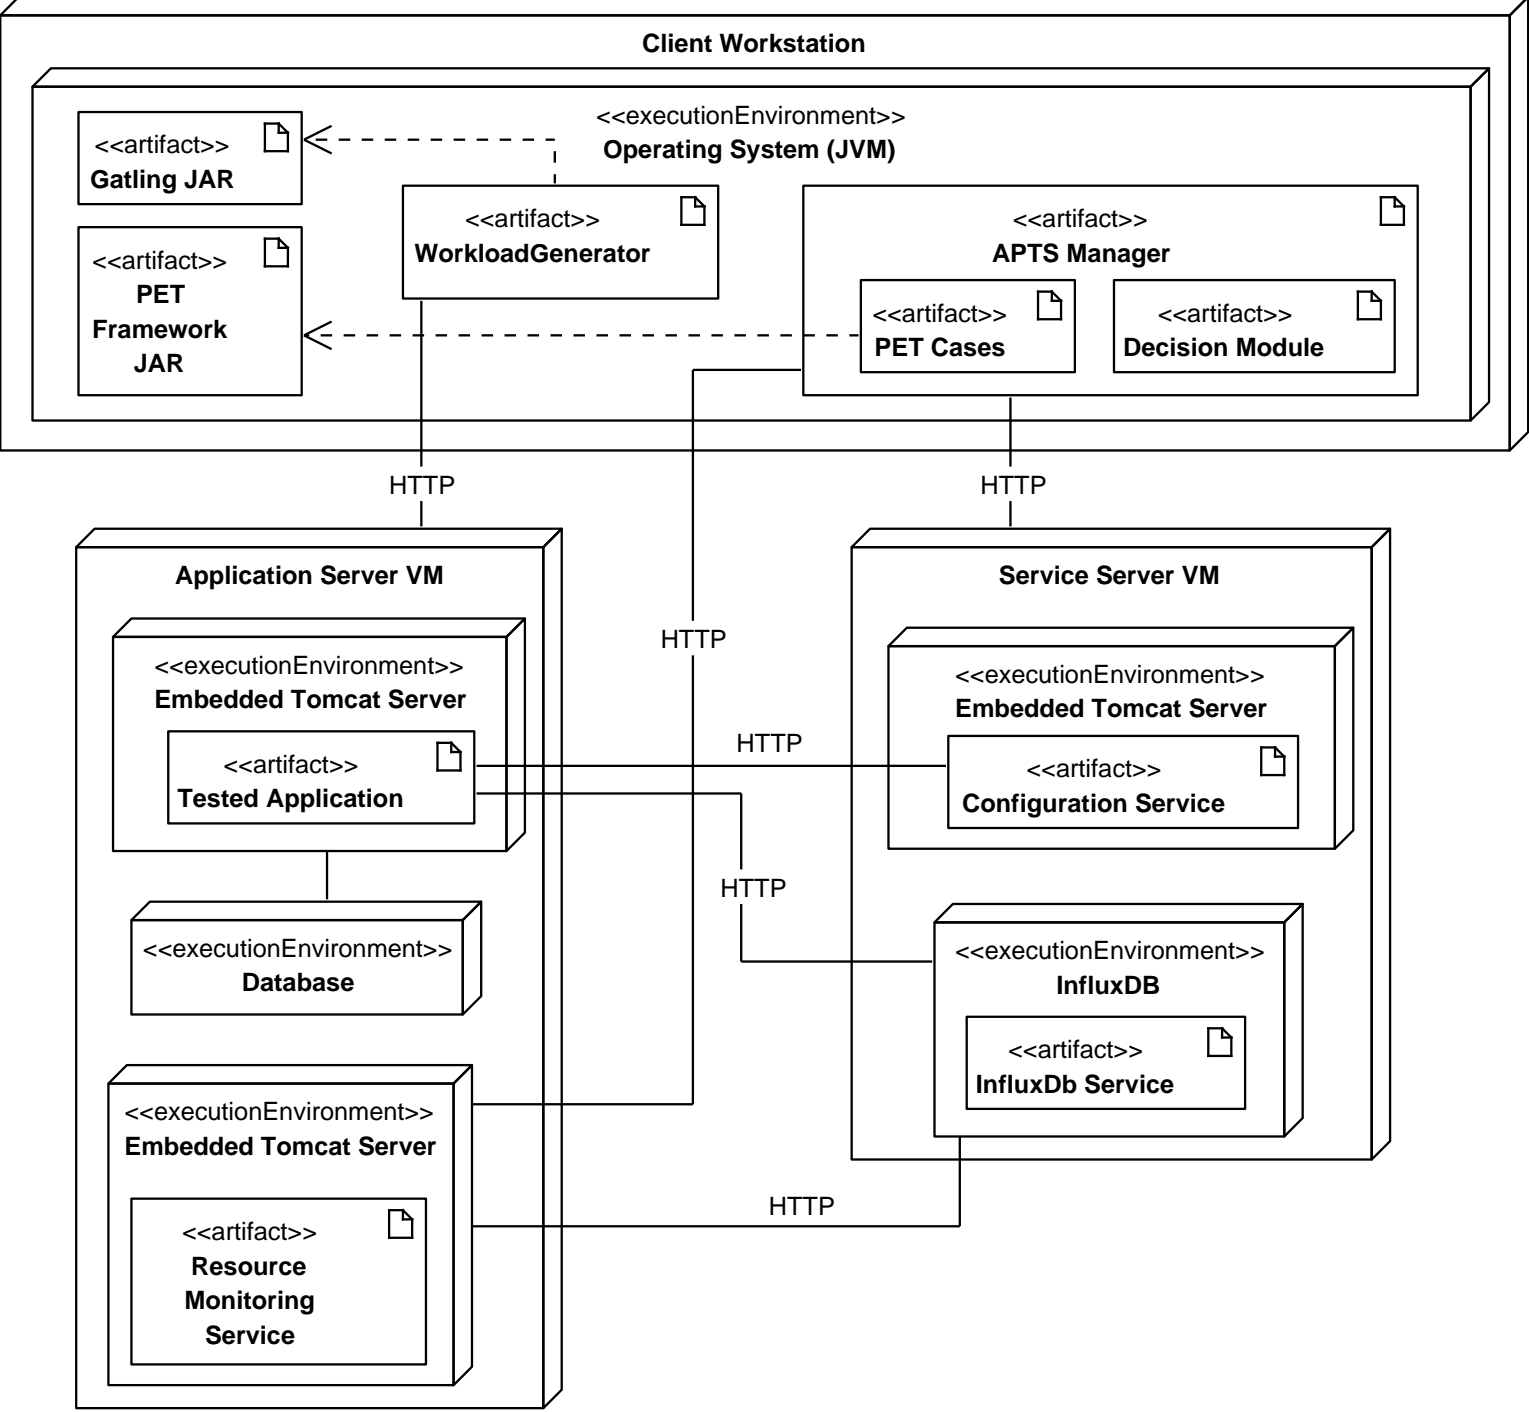 Client Workstation
<<executionEnvironment>>
Operating System (JVM)
<<artifact>>
Gatling JAR
<<artifact>>
PET
Framework
JAR
<<artifact>>
WorkloadGenerator
<<artifact>>
APTS Manager
<<artifact>>
PET Cases
<<artifact>>
Decision Module
HTTP
HTTP
HTTP
Application Server VM
<<executionEnvironment>>
Embedded Tomcat Server
<<artifact>>
Tested Application
<<executionEnvironment>>
Database
<<executionEnvironment>>
Embedded Tomcat Server
<<artifact>>
Resource
Monitoring
Service
HTTP
HTTP
HTTP
Service Server VM
<<executionEnvironment>>
Embedded Tomcat Server
<<artifact>>
Configuration Service
<<executionEnvironment>>
InfluxDB
<<artifact>>
InfluxDb Service